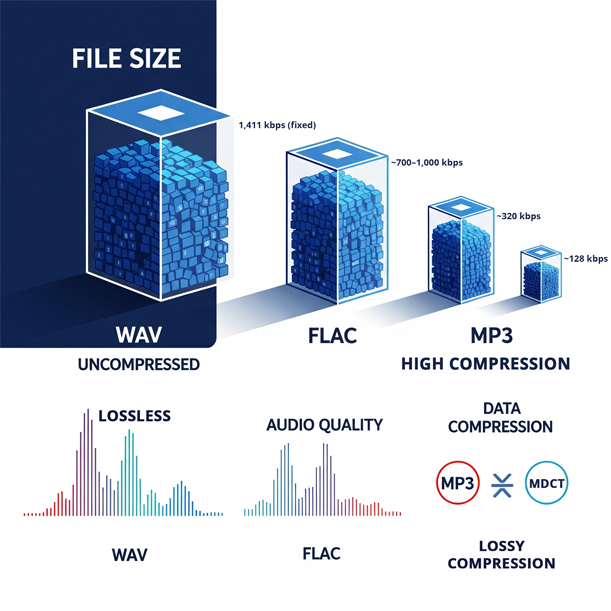 FILE SIZE
1,411 kbps (fixed)
~700–1,000 kbps
~320 kbps
~128 kbps
WAV
FLAC
MP3
UNCOMPRESSED
HIGH COMPRESSION
LOSSLESS
AUDIO QUALITY
DATA
COMPRESSION
MP3
MDCT
WAV
FLAC
LOSSY
COMPRESSION